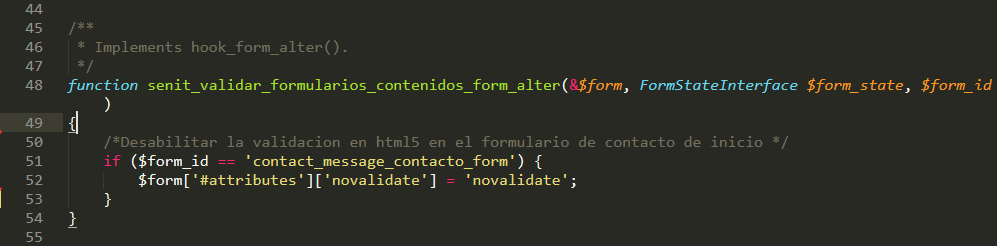 44
45 /**
46  * Implements hook_form_alter().
47  */
48 function senit_validar_formularios_contenidos_form_alter(&$form, FormStateInterface $form_state, $form_id
)
49 {
50     /*Desabilitar la validacion en html5 en el formulario de contacto de inicio */
51     if ($form_id == 'contact_message_contacto_form') {
52         $form['#attributes']['novalidate'] = 'novalidate';
53     }
54 }
55